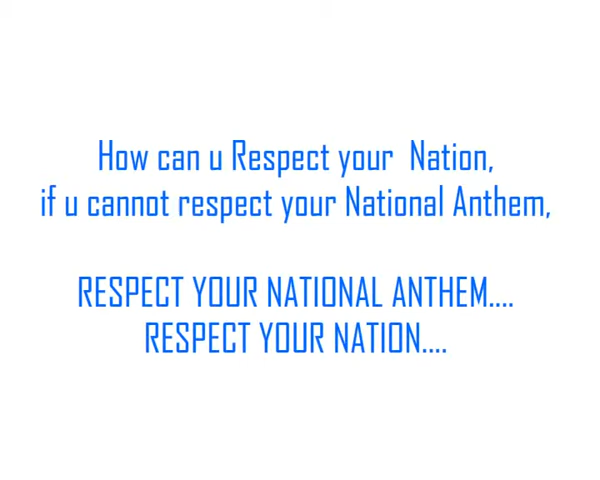 How can u Respect your  Nation,
if u cannot respect your National Anthem,
RESPECT YOUR NATIONAL ANTHEM....
RESPECT YOUR NATION....